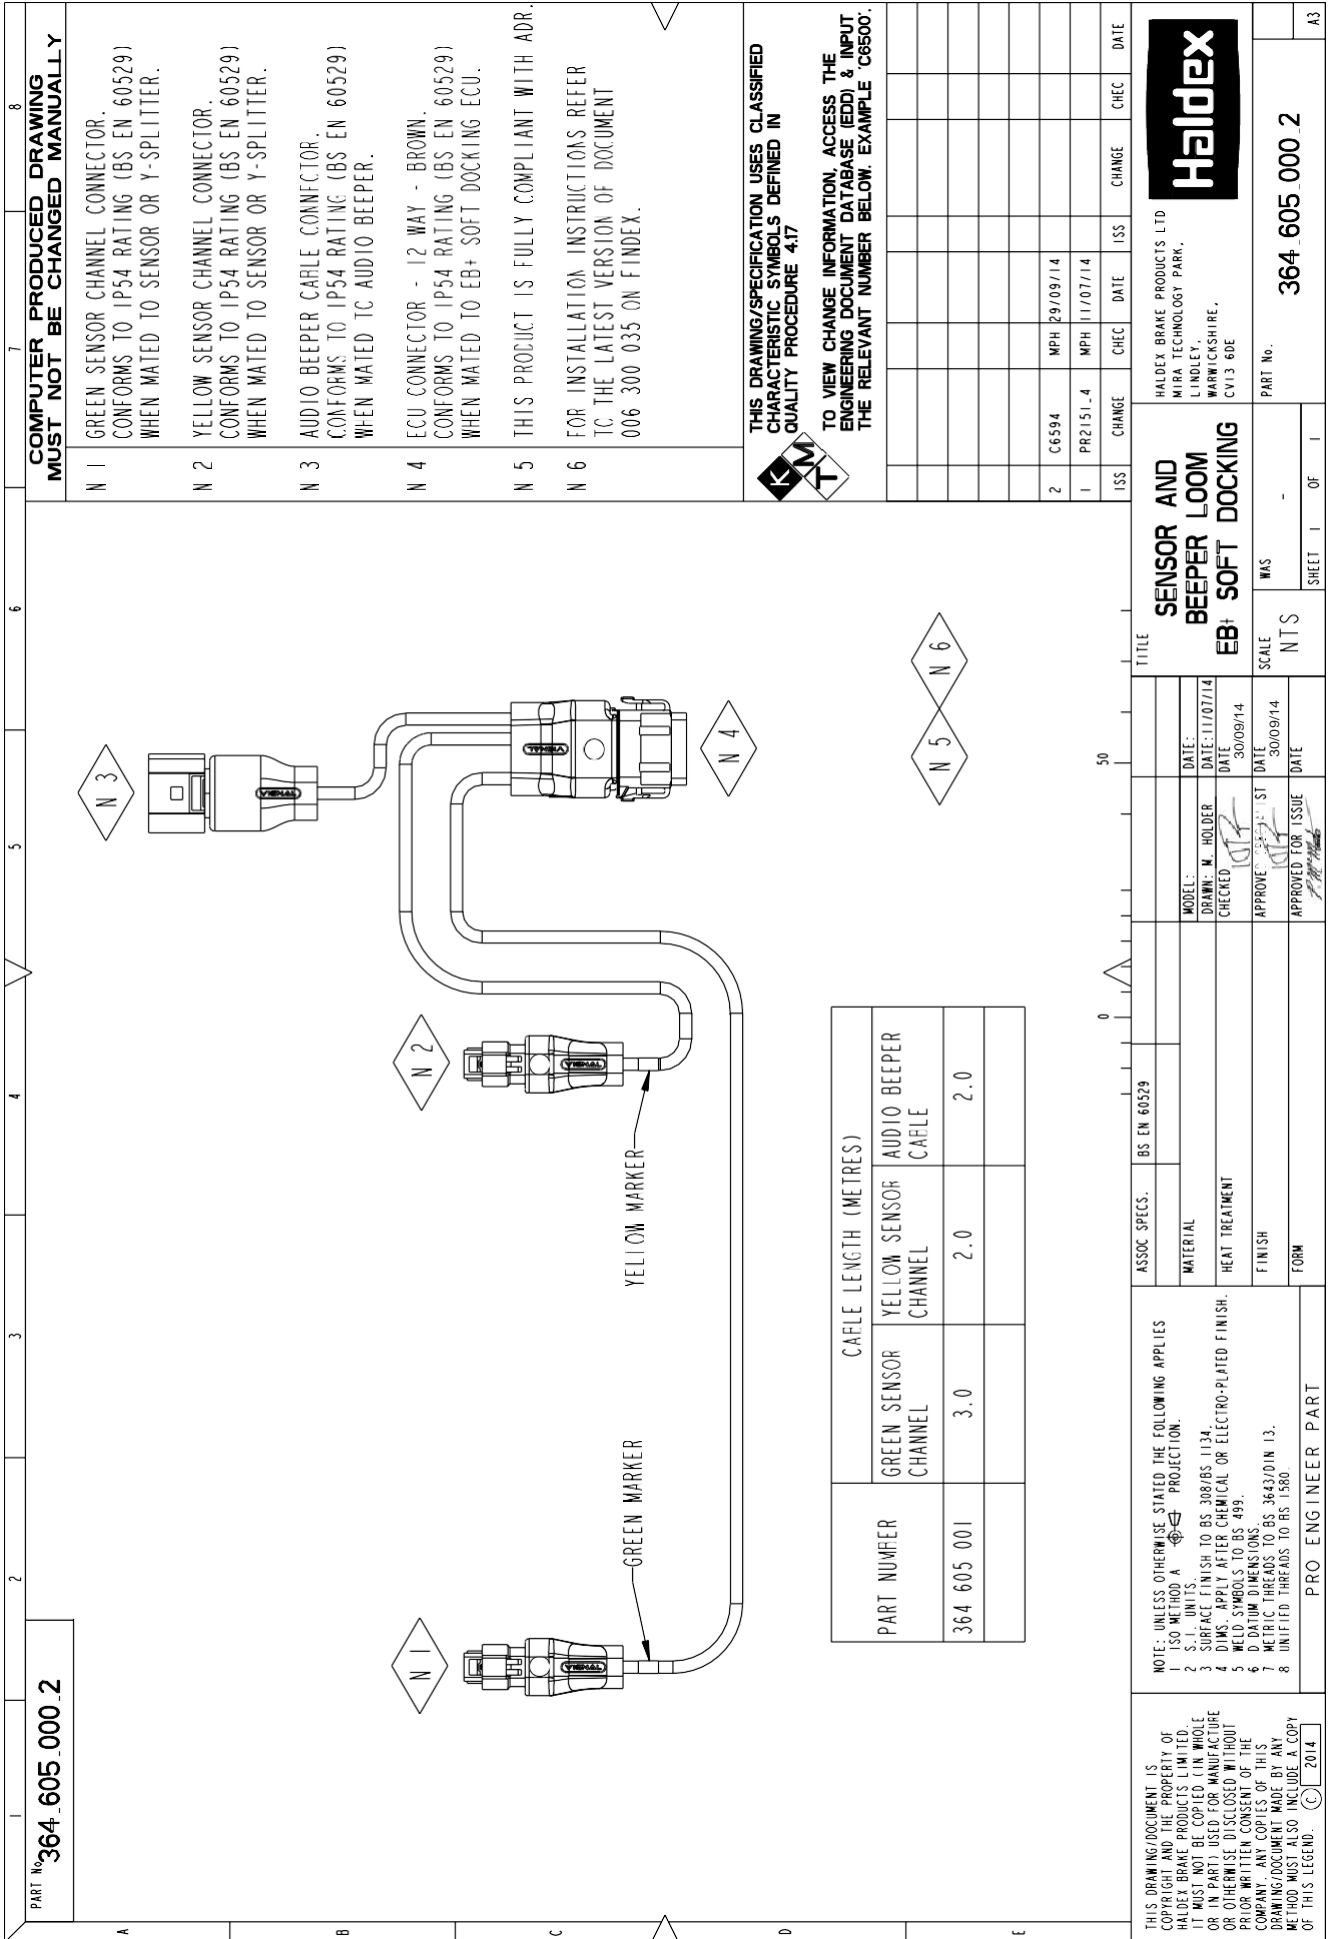 PART No.
364_605_000_2
1
2
3
4
5
6
7
8
A
B
C
D
E
COMPUTER PRODUCED DRAWING
MUST NOT BE CHANGED MANUALLY
N 1 GREEN SENSOR CHANNEL CONNECTOR.
CONFORMS TO IP54 RATING (BS EN 60529)
WHEN MATED TO SENSOR OR Y-SPLITTER.
N 2 YELLOW SENSOR CHANNEL CONNECTOR.
CONFORMS TO IP54 RATING (BS EN 60529)
WHEN MATED TO SENSOR OR Y-SPLITTER.
N 3 AUDIO BEEPER CABLE CONNECTOR.
CONFORMS TO IP54 RATING (BS EN 60529)
WHEN MATED TO AUDIO BEEPER.
N 4 ECU CONNECTOR - 12 WAY - BROWN.
CONFORMS TO IP54 RATING (BS EN 60529)
WHEN MATED TO EB+ SOFT DOCKING ECU.
N 5 THIS PRODUCT IS FULLY COMPLIANT WITH ADR.
N 6 FOR INSTALLATION INSTRUCTIONS REFER
TO THE LATEST VERSION OF DOCUMENT
006 300 035 ON FINDEX.
K M T
THIS DRAWING/SPECIFICATION USES CLASSIFIED
CHARACTERISTIC SYMBOLS DEFINED IN
QUALITY PROCEDURE 4.17
TO VIEW CHANGE INFORMATION, ACCESS THE
ENGINEERING DOCUMENT DATABASE (EDD) & INPUT
THE RELEVANT NUMBER BELOW. EXAMPLE 'C6500'.
2 C6594 MPH 29/09/14
1 PR2151_4 MPH 11/07/14
ISS CHANGE CHEC DATE ISS CHANGE CHEC DATE
N 1
N 2
N 3
N 4
N 5 N 6
VIGNAL
VIGNAL
VIGNAL
VIGNAL
GREEN MARKER
YELLOW MARKER
CABLE LENGTH (METRES)
PART NUMBER
GREEN SENSOR CHANNEL
YELLOW SENSOR CHANNEL
AUDIO BEEPER CABLE
364 605 001 3.0 2.0 2.0
0 50
THIS DRAWING/DOCUMENT IS
COPYRIGHT AND THE PROPERTY OF
HALDEX BRAKE PRODUCTS LIMITED.
IT MUST NOT BE COPIED (IN WHOLE
OR IN PART) USED FOR MANUFACTURE
OR OTHERWISE DISCLOSED WITHOUT
PRIOR WRITTEN CONSENT OF THE
COMPANY. ANY COPIES OF THIS
DRAWING/DOCUMENT MADE BY ANY
METHOD MUST ALSO INCLUDE A COPY
OF THIS LEGEND. © 2014
NOTE: UNLESS OTHERWISE STATED THE FOLLOWING APPLIES
1 ISO METHOD A PROJECTION.
2 S.I. UNITS.
3 SURFACE FINISH TO BS 308/BS 1134.
4 DIMS. APPLY AFTER CHEMICAL OR ELECTRO-PLATED FINISH.
5 WELD SYMBOLS TO BS 499.
6 D DATUM DIMENSIONS.
7 METRIC THREADS TO BS 3643/DIN 13.
8 UNIFIED THREADS TO BS 1580.
PRO ENGINEER PART
ASSOC SPECS. BS EN 60529
MATERIAL
HEAT TREATMENT
FINISH
FORM
MODEL: DATE:
DRAWN: M. HOLDER DATE: 11/07/14
CHECKED DATE 30/09/14
APPROVED SPECIALIST DATE 30/09/14
APPROVED FOR ISSUE DATE
TITLE
SENSOR AND
BEEPER LOOM
EB+ SOFT DOCKING
SCALE
NTS
WAS -
SHEET 1 OF 1
HALDEX BRAKE PRODUCTS LTD
MIRA TECHNOLOGY PARK,
LINDLEY,
WARWICKSHIRE,
CV13 6DE
Haldex
PART No.
364_605_000_2
A3